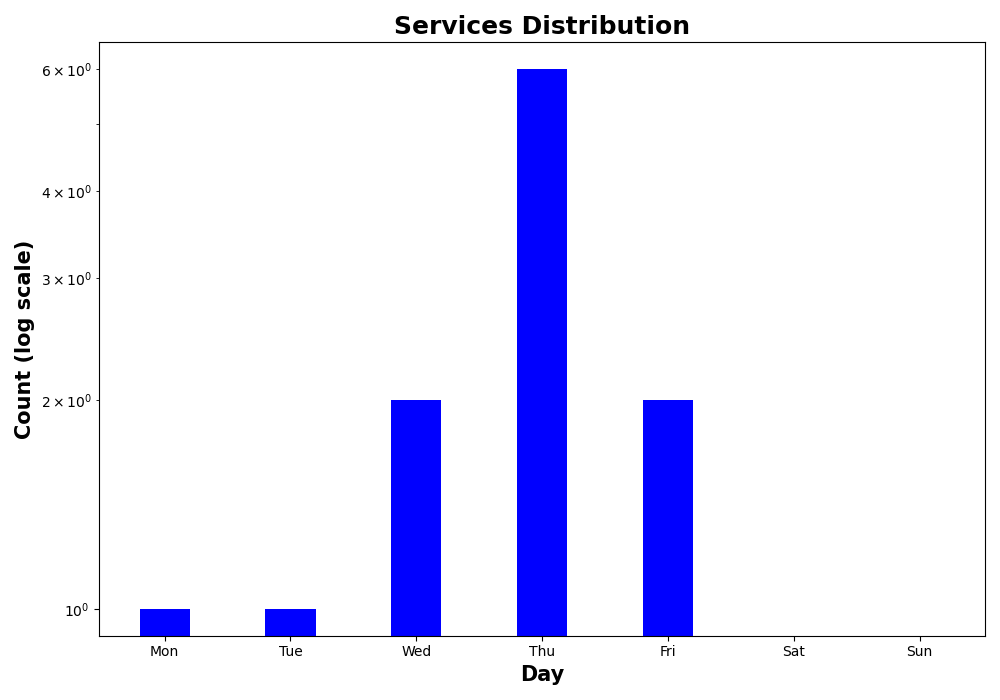 Services Distribution
6 × 10⁰
4 × 10⁰
3 × 10⁰
2 × 10⁰
10⁰
Count (log scale)
Mon Tue Wed Thu Fri Sat Sun
Day